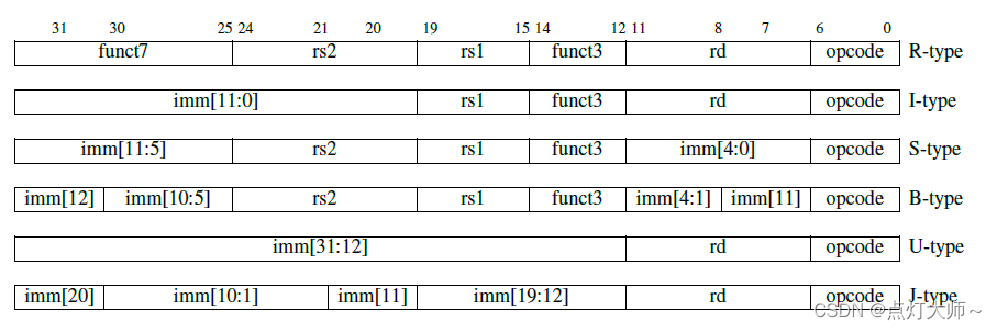 31 30 25 24 21 20 19 15 14 12 11 8 7 6 0
funct7 rs2 rs1 funct3 rd opcode R-type
imm[11:0] rs1 funct3 rd opcode I-type
imm[11:5] rs2 rs1 funct3 imm[4:0] opcode S-type
imm[12] imm[10:5] rs2 rs1 funct3 imm[4:1] imm[11] opcode B-type
imm[31:12] rd opcode U-type
imm[20] imm[10:1] imm[11] imm[19:12] rd opcode J-type
CSDN @点灯大师~